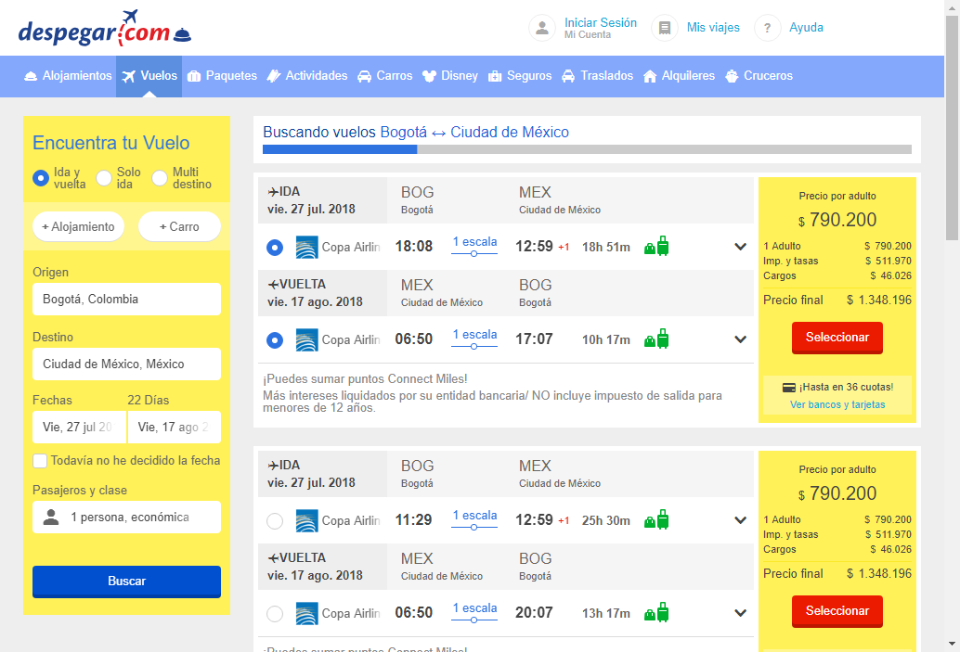 despegar.com
Iniciar Sesión
Mi Cuenta
Mis viajes
?
Ayuda
Alojamientos Vuelos Paquetes Actividades Carros Disney Seguros Traslados Alquileres Cruceros
Encuentra tu Vuelo
Ida y vuelta
Solo ida
Multi destino
+ Alojamiento
+ Carro
Origen
Bogotá, Colombia
Destino
Ciudad de México, México
Fechas 22 Días
Vie, 27 jul 20 Vie, 17 ago 2
Todavía no he decidido la fecha
Pasajeros y clase
1 persona, económica
Buscar
Buscando vuelos Bogotá ↔ Ciudad de México
IDA BOG MEX
vie. 27 jul. 2018 Bogotá Ciudad de México
Copa Airlin 18:08 1 escala 12:59 +1 18h 51m
VUELTA MEX BOG
vie. 17 ago. 2018 Ciudad de México Bogotá
Copa Airlin 06:50 1 escala 17:07 10h 17m
¡Puedes sumar puntos Connect Miles!
Más intereses liquidados por su entidad bancaria/ NO incluye impuesto de salida para
menores de 12 años.
Precio por adulto
$ 790.200
1 Adulto $ 790.200
Imp. y tasas $ 511.970
Cargos $ 46.026
Precio final $ 1.348.196
Seleccionar
¡Hasta en 36 cuotas!
Ver bancos y tarjetas
IDA BOG MEX
vie. 27 jul. 2018 Bogotá Ciudad de México
Copa Airlin 11:29 1 escala 12:59 +1 25h 30m
VUELTA MEX BOG
vie. 17 ago. 2018 Ciudad de México Bogotá
Copa Airlin 06:50 1 escala 20:07 13h 17m
¡Puedes sumar puntos Connect Miles!
Precio por adulto
$ 790.200
1 Adulto $ 790.200
Imp. y tasas $ 511.970
Cargos $ 46.026
Precio final $ 1.348.196
Seleccionar